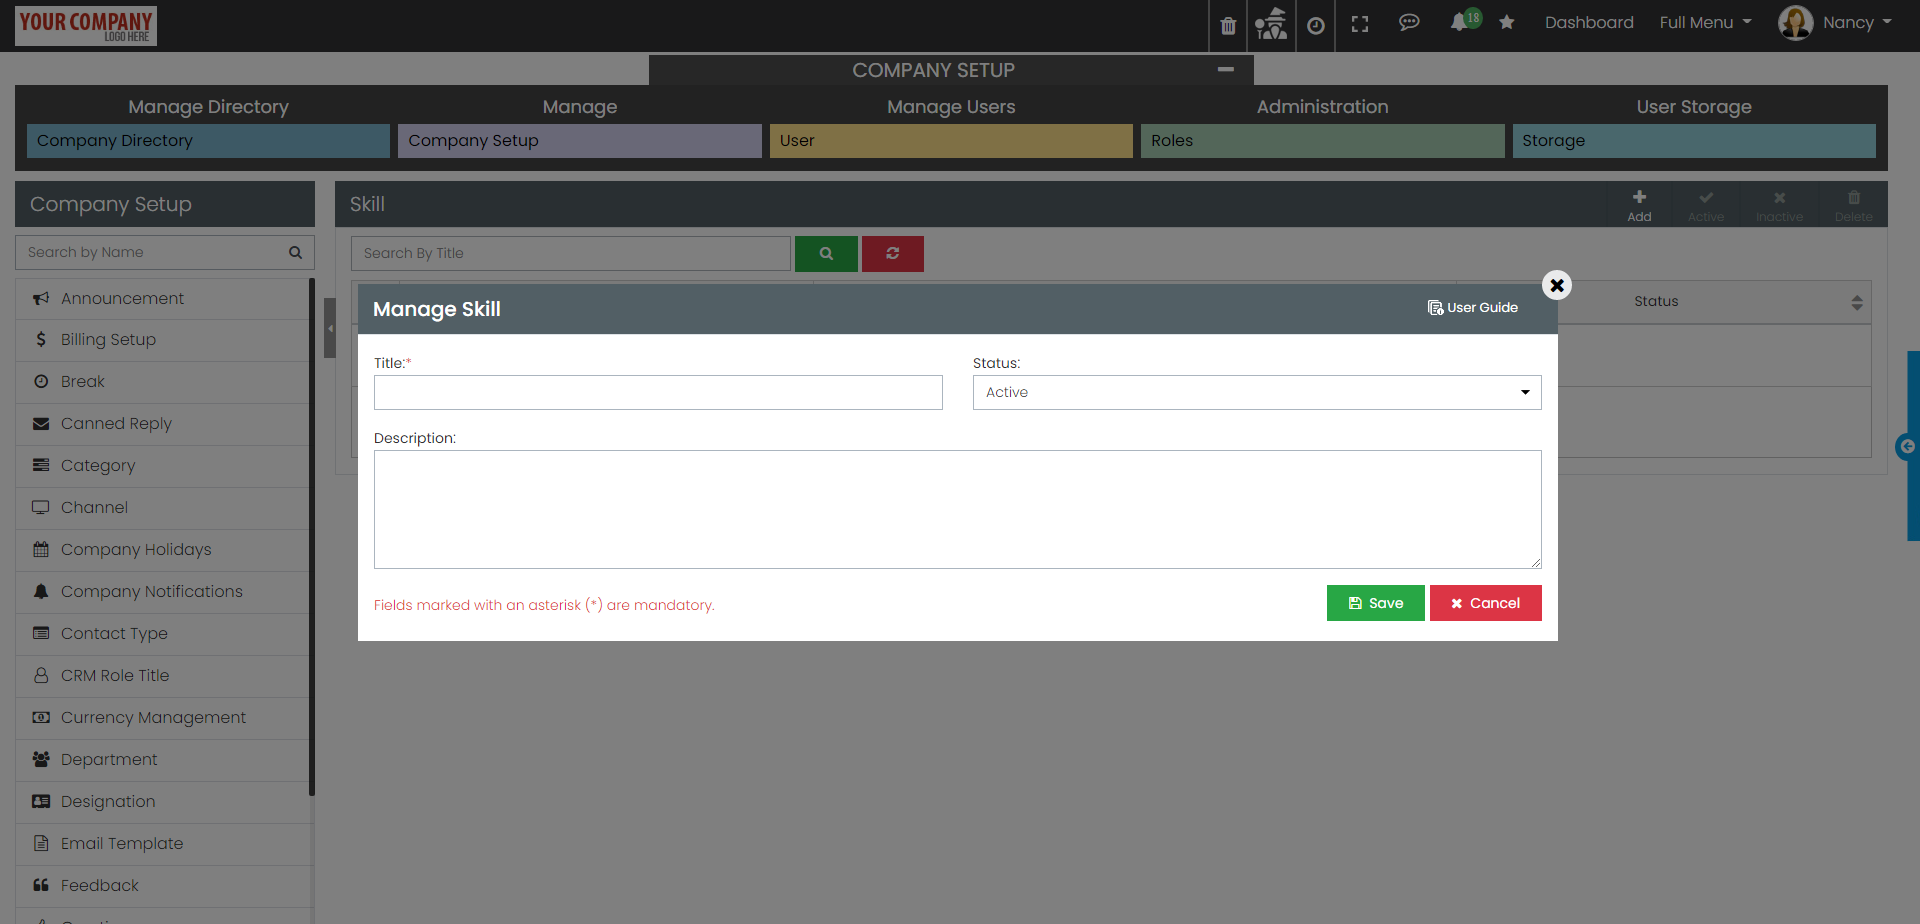 YOUR COMPANY
LOGO HERE
18
Dashboard
Full Menu
Nancy
COMPANY SETUP
Manage Directory
Manage
Manage Users
Administration
User Storage
Company Directory
Company Setup
User
Roles
Storage
Company Setup
Skill
Add
Active
Inactive
Delete
Search by Name
Search By Title
Announcement
Billing Setup
Break
Canned Reply
Category
Channel
Company Holidays
Company Notifications
Contact Type
CRM Role Title
Currency Management
Department
Designation
Email Template
Feedback
Status
Manage Skill
User Guide
Title:*
Status:
Active
Description:
Fields marked with an asterisk (*) are mandatory.
Save
Cancel